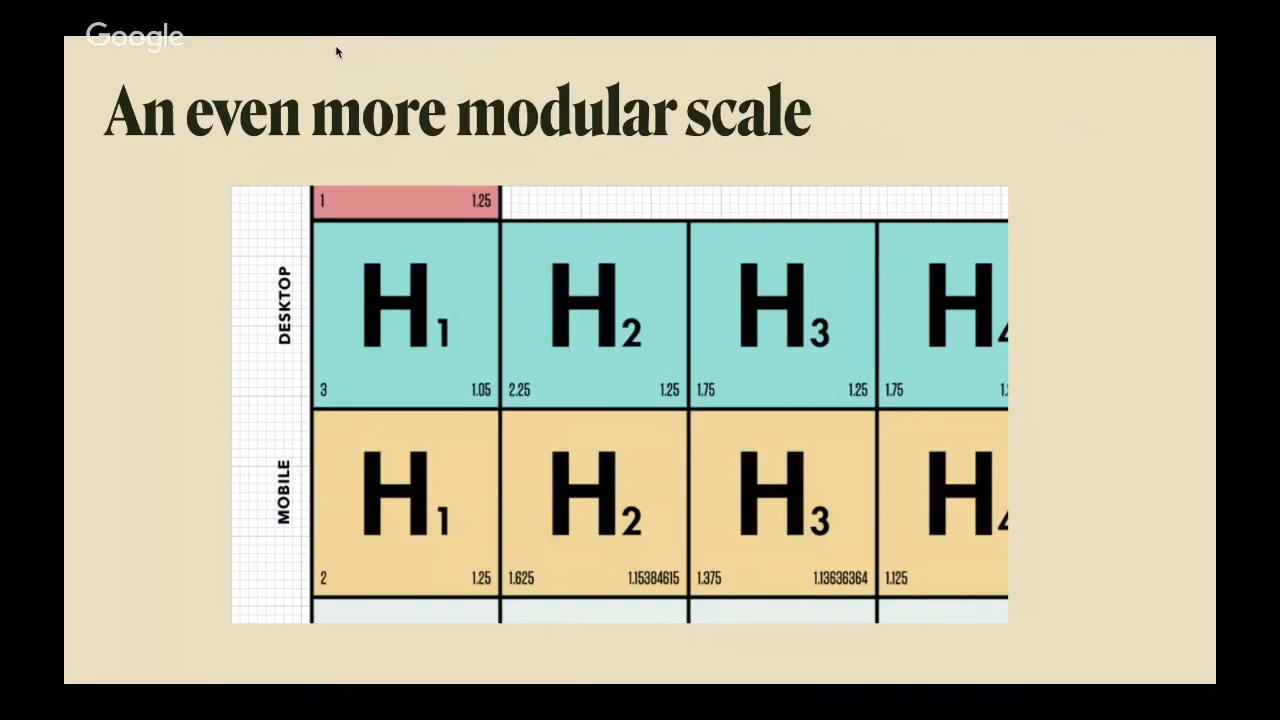 Google
An even more modular scale
1 1.25
DESKTOP
H1 H2 H3 H4
3 1.05 2.25 1.25 1.75 1.25 1.75
MOBILE
H1 H2 H3 H4
2 1.25 1.625 1.15384615 1.375 1.13636364 1.125